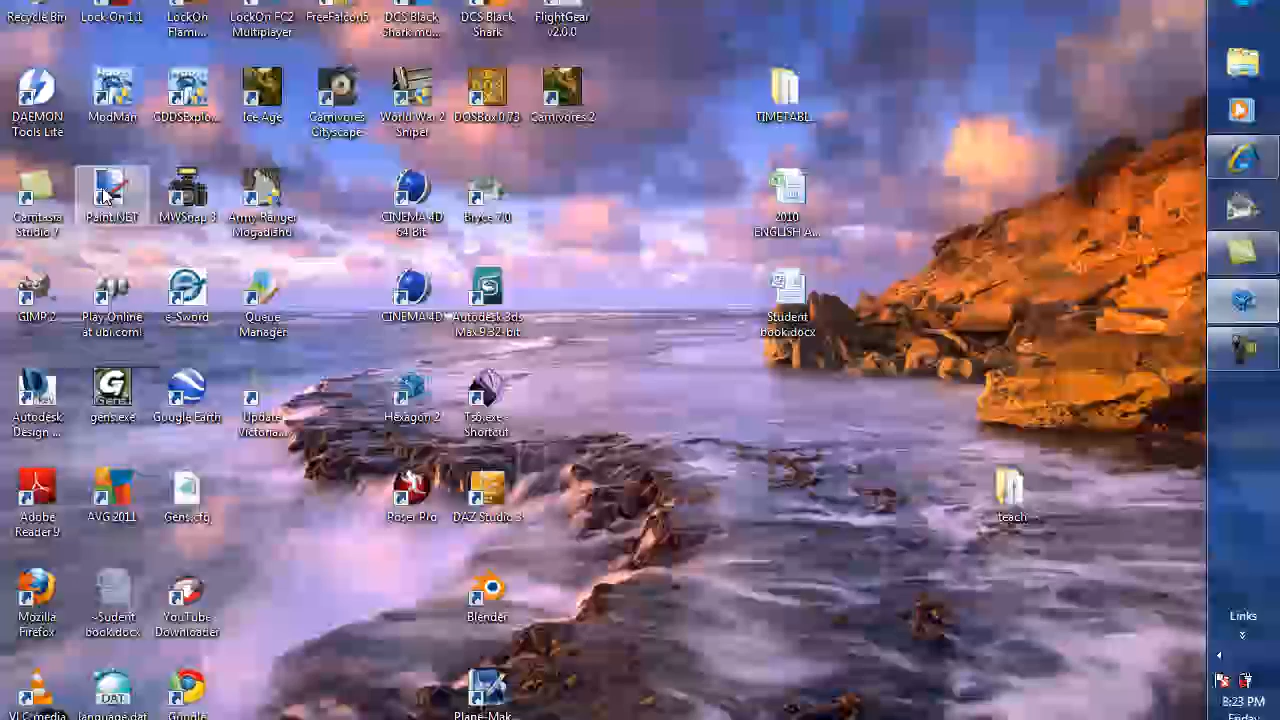 Recycle Bin
Lock On 1.1
LockOn
Flami...
LockOn FC2
Multiplayer
FreeFalcon5
DCS Black
Shark mu...
DCS Black
Shark
FlightGear
v2.0.0
DAEMON
Tools Lite
ModMan
CDDSExplo...
Ice Age
Carnivores
Cityscape
World War 2
Sniper
DOSBox 0.73
Carnivores 2
TIMETABL...
Camtasia
Studio 7
Paint.NET
MWSnap 3
Army Ranger
Mogadishu
CINEMA 4D
64 Bit
Bryce 7.0
2010
ENGLISH A...
GIMP 2
Play Online
at ubi.com!
e-Sword
Queue
Manager
CINEMA 4D
Autodesk 3ds
Max 9 32-bit
Student
book.docx
Autodesk
Design ...
gens.exe
Google Earth
Update
Victoria...
Hexagon 2
Ts6.exe -
Shortcut
Adobe
Reader 9
AVG 2011
Gens.cfg
Poser Pro
DAZ Studio 3
teach
Mozilla
Firefox
~Sudent
book.docx
YouTube
Downloader
Blender
Links
VLC media
DAT
language.dat
Google
Plane-Mak...
8:23 PM
Friday